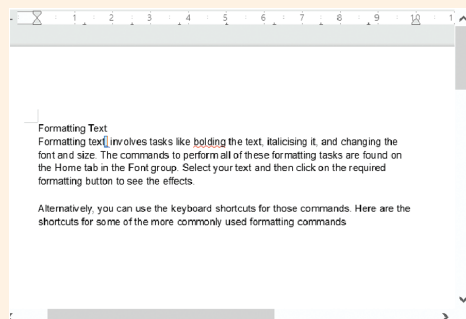 1 2 3 4 5 6 7 8 9 10 1
Formatting Text
Formatting text involves tasks like bolding the text, italicising it, and changing the
font and size. The commands to perform all of these formatting tasks are found on
the Home tab in the Font group. Select your text and then click on the required
formatting button to see the effects.
Alternatively, you can use the keyboard shortcuts for those commands. Here are the
shortcuts for some of the more commonly used formatting commands